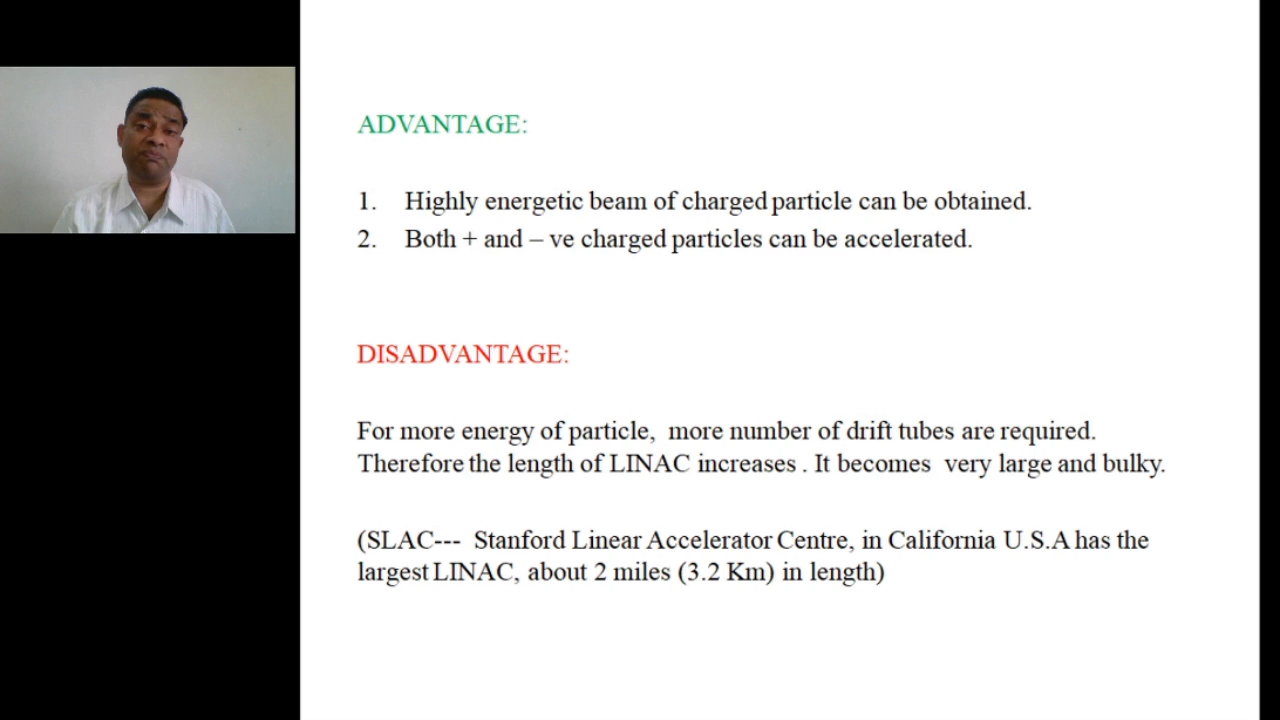 ADVANTAGE:
1. Highly energetic beam of charged particle can be obtained.
2. Both + and – ve charged particles can be accelerated.
DISADVANTAGE:
For more energy of particle, more number of drift tubes are required.
Therefore the length of LINAC increases . It becomes very large and bulky.
(SLAC--- Stanford Linear Accelerator Centre, in California U.S.A has the
largest LINAC, about 2 miles (3.2 Km) in length)